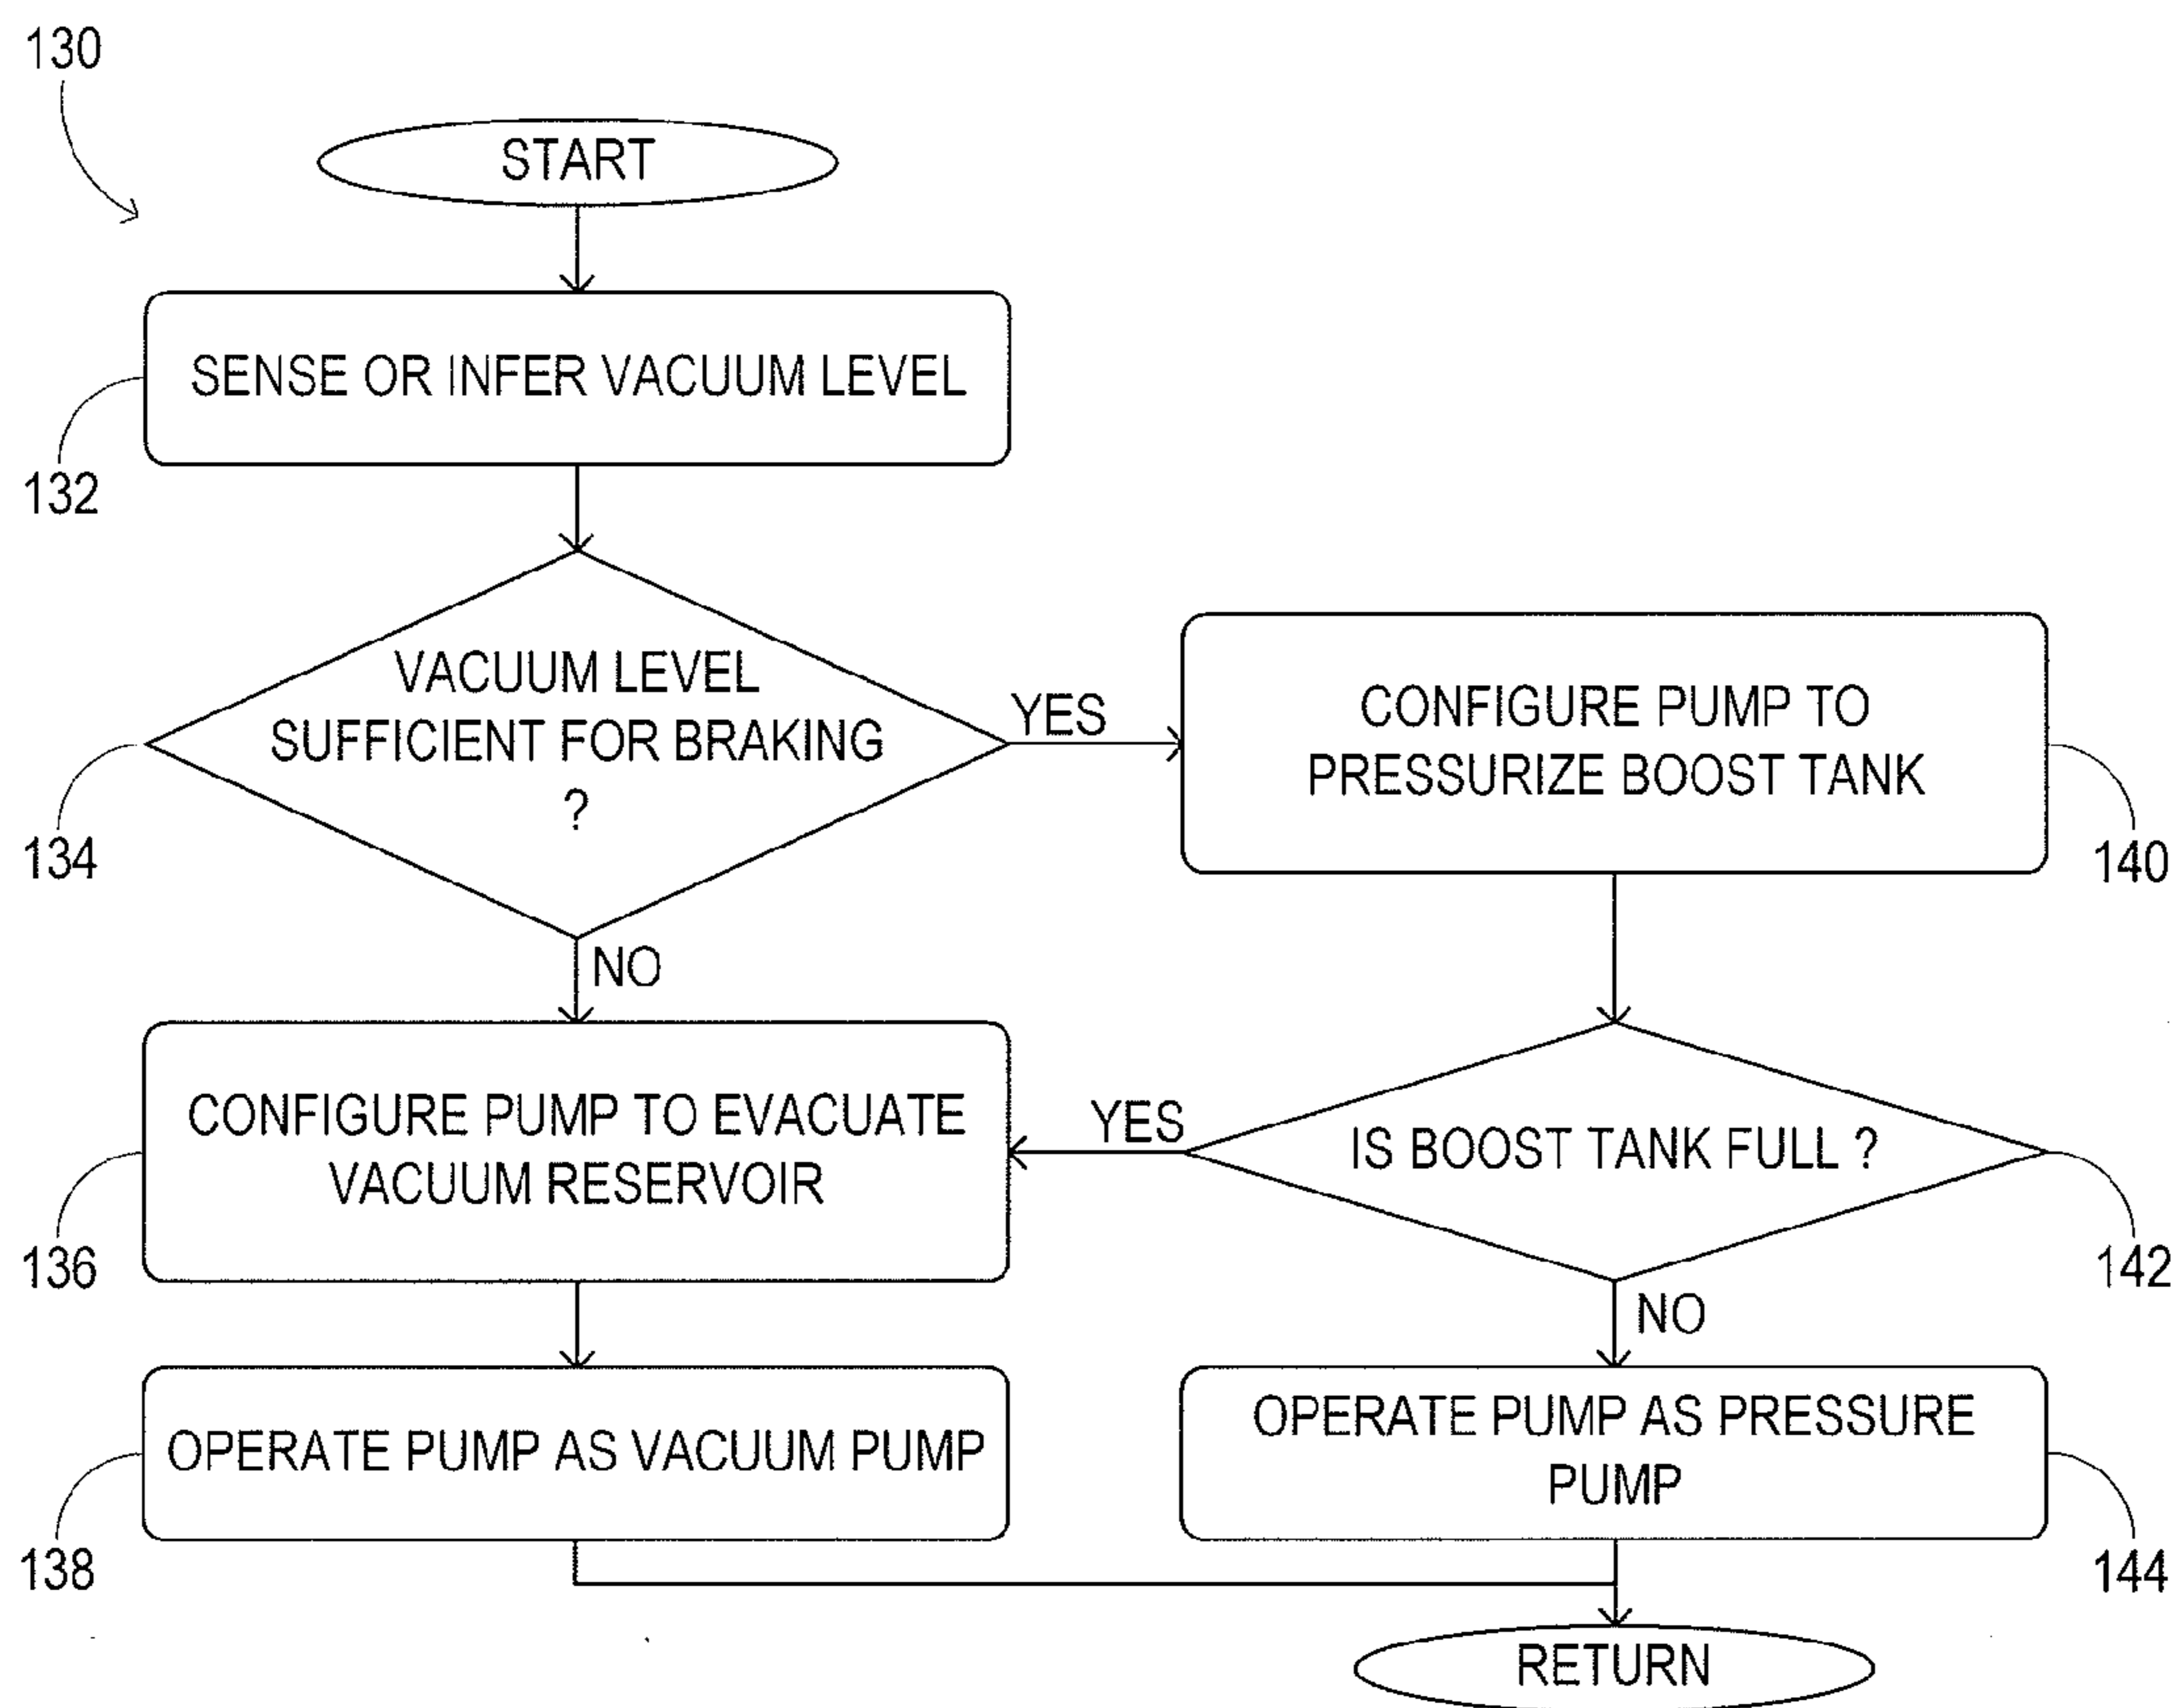 130
START
SENSE OR INFER VACUUM LEVEL
132
VACUUM LEVEL
SUFFICIENT FOR BRAKING
?
134
YES
CONFIGURE PUMP TO
PRESSURIZE BOOST TANK
140
NO
CONFIGURE PUMP TO EVACUATE
VACUUM RESERVOIR
136
YES
IS BOOST TANK FULL ?
142
NO
OPERATE PUMP AS VACUUM PUMP
138
OPERATE PUMP AS PRESSURE
PUMP
144
RETURN